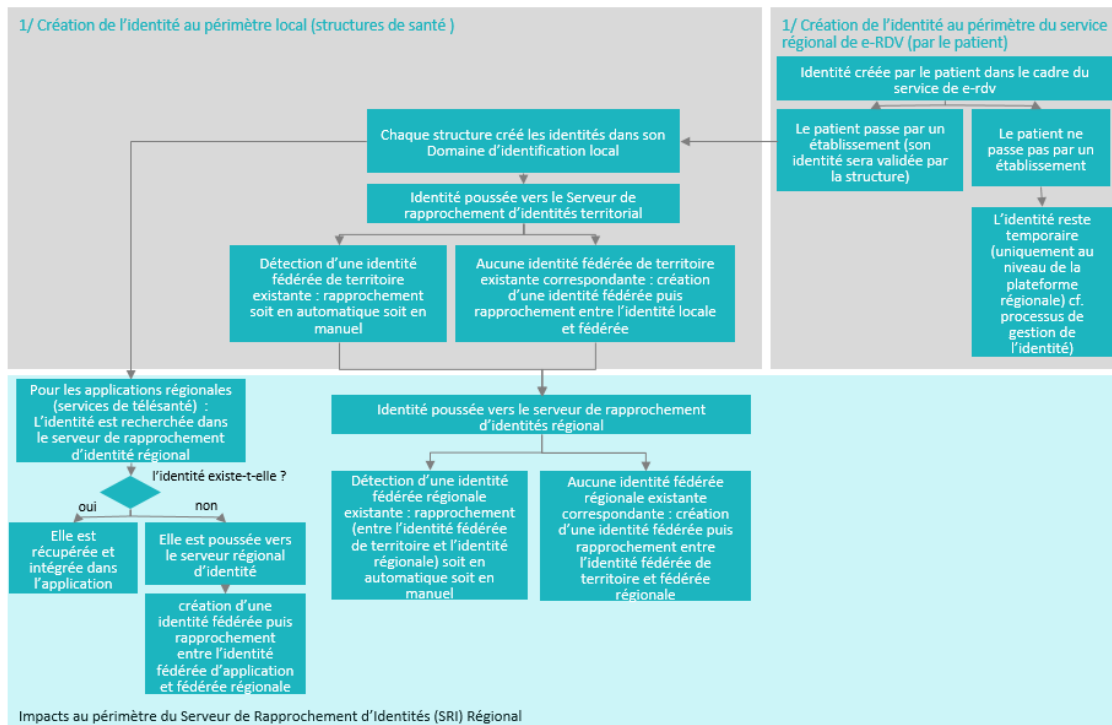 1/ Création de l'identité au périmètre local (structures de santé )
Chaque structure créé les identités dans son
Domaine d'identification local
Identité poussée vers le Serveur de
rapprochement d'identités territorial
Détection d'une identité
fédérée de territoire
existante : rapprochement
soit en automatique soit en
manuel
Aucune identité fédérée de territoire
existante correspondante : création
d'une identité fédérée puis
rapprochement entre l'identité locale
et fédérée
1/ Création de l'identité au périmètre du service
régional de e-RDV (par le patient)
Identité créée par le patient dans le cadre du
service de e-rdv
Le patient passe par un
établissement (son
identité sera validée par
la structure)
Le patient ne
passe pas par un
établissement
L'identité reste
temporaire
(uniquement au
niveau de la
plateforme
régionale) cf.
processus de
gestion de
l'identité)
Pour les applications régionales
(services de télésanté) :
L'identité est recherchée dans
le serveur de rapprochement
d'identité régional
l'identité existe-t-elle ?
oui
non
Elle est
récupérée et
intégrée dans
l'application
Elle est poussée vers
le serveur régional
d'identité
création d'une
identité fédérée puis
rapprochement
entre l'identité
fédérée d'application
et fédérée régionale
Identité poussée vers le serveur de rapprochement
d'identités régional
Détection d'une identité
fédérée régionale
existante : rapprochement
(entre l'identité fédérée
de territoire et l'identité
régionale) soit en
automatique soit en
manuel
Aucune identité fédérée
régionale existante
correspondante : création
d'une identité fédérée puis
rapprochement entre
l'identité fédérée de
territoire et fédérée
régionale
Impacts au périmètre du Serveur de Rapprochement d'Identités (SRI) Régional